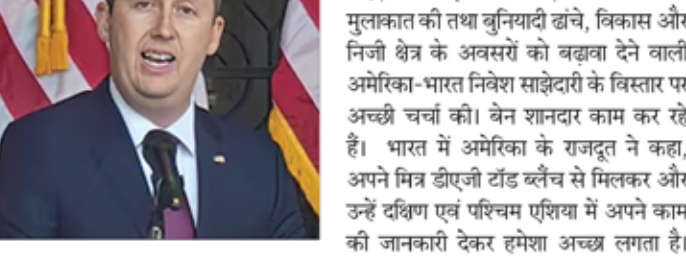 मुलाकात की तथा बुनियादी ढांचे, विकास और
निजी क्षेत्र के अवसरों को बढ़ावा देने वाली
अमेरिका-भारत निवेश साझेदारी के विस्तार पर
अच्छी चर्चा की। बेन शानदार काम कर रहे
हैं। भारत में अमेरिका के राजदूत ने कहा,
अपने मित्र डीएजी टॉड ब्लैंच से मिलकर और
उन्हें दक्षिण एवं पश्चिम एशिया में अपने काम
की जानकारी देकर हमेशा अच्छा लगता है।